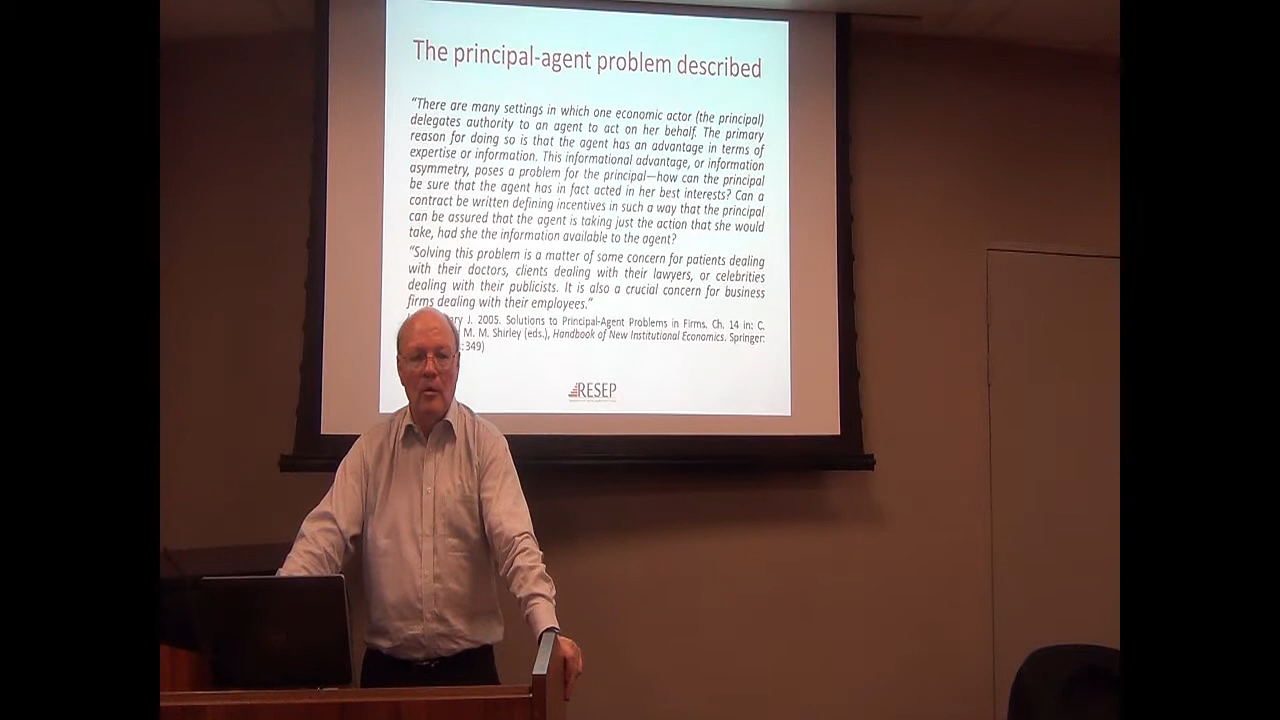 The principal-agent problem described
“There are many settings in which one economic actor (the principal)
delegates authority to an agent to act on her behalf. The primary
reason for doing so is that the agent has an advantage in terms of
expertise or information. This informational advantage, or information
asymmetry, poses a problem for the principal—how can the principal
be sure that the agent has in fact acted in her best interests? Can a
contract be written defining incentives in such a way that the principal
can be assured that the agent is taking just the action that she would
take, had she the information available to the agent?
“Solving this problem is a matter of some concern for patients dealing
with their doctors, clients dealing with their lawyers, or celebrities
dealing with their publicists. It is also a crucial concern for business
firms dealing with their employees.”
J. 2005. Solutions to Principal-Agent Problems in Firms. Ch. 14 in: C.
M. M. Shirley (eds.), Handbook of New Institutional Economics. Springer:
349)
RESEP